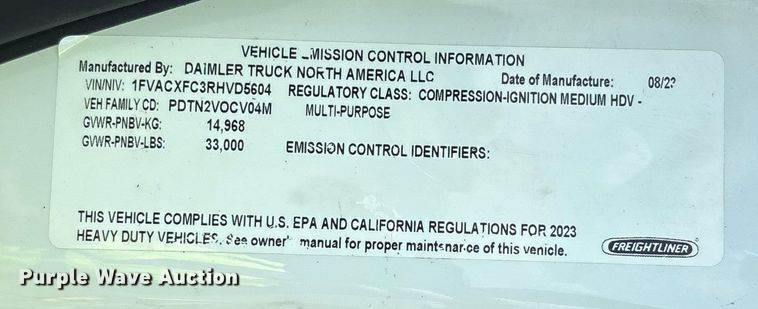 VEHICLE EMISSION CONTROL INFORMATION
Manufactured By: DAIMLER TRUCK NORTH AMERICA LLC Date of Manufacture: 08/23
VIN/NIV: 1FVACXFC3RHVD5604 REGULATORY CLASS: COMPRESSION-IGNITION MEDIUM HDV -
VEH FAMILY CD: PDTN2VOCV04M MULTI-PURPOSE
GVWR-PNBV-KG: 14,968
GVWR-PNBV-LBS: 33,000 EMISSION CONTROL IDENTIFIERS:
THIS VEHICLE COMPLIES WITH U.S. EPA AND CALIFORNIA REGULATIONS FOR 2023
HEAVY DUTY VEHICLES. See owner's manual for proper maintenance of this vehicle.
FREIGHTLINER
Purple Wave Auction